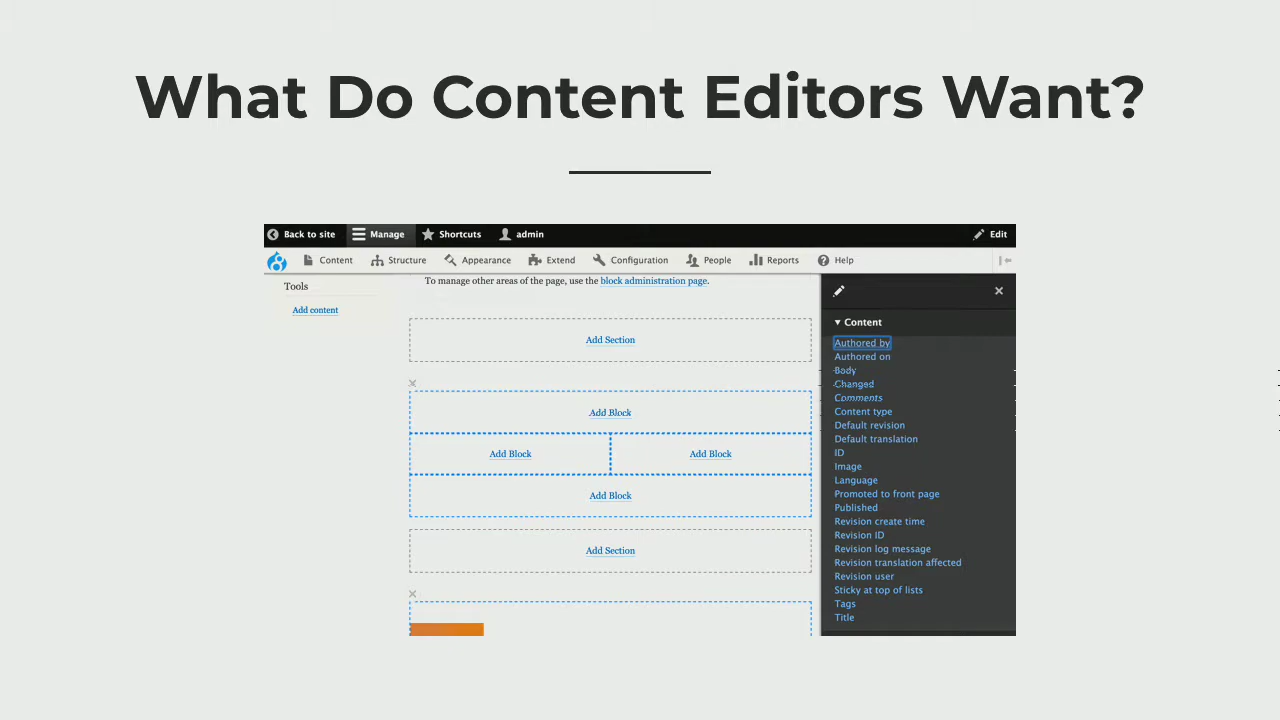 What Do Content Editors Want?
Back to site Manage Shortcuts admin Edit
Content Structure Appearance Extend Configuration People Reports Help
Tools
Add content
To manage other areas of the page, use the block administration page.
Add Section
Add Block
Add Block Add Block
Add Block
Add Section
Content
Authored by
Authored on
Body
Changed
Comments
Content type
Default revision
Default translation
ID
Image
Language
Promoted to front page
Published
Revision create time
Revision ID
Revision log message
Revision translation affected
Revision user
Sticky at top of lists
Tags
Title